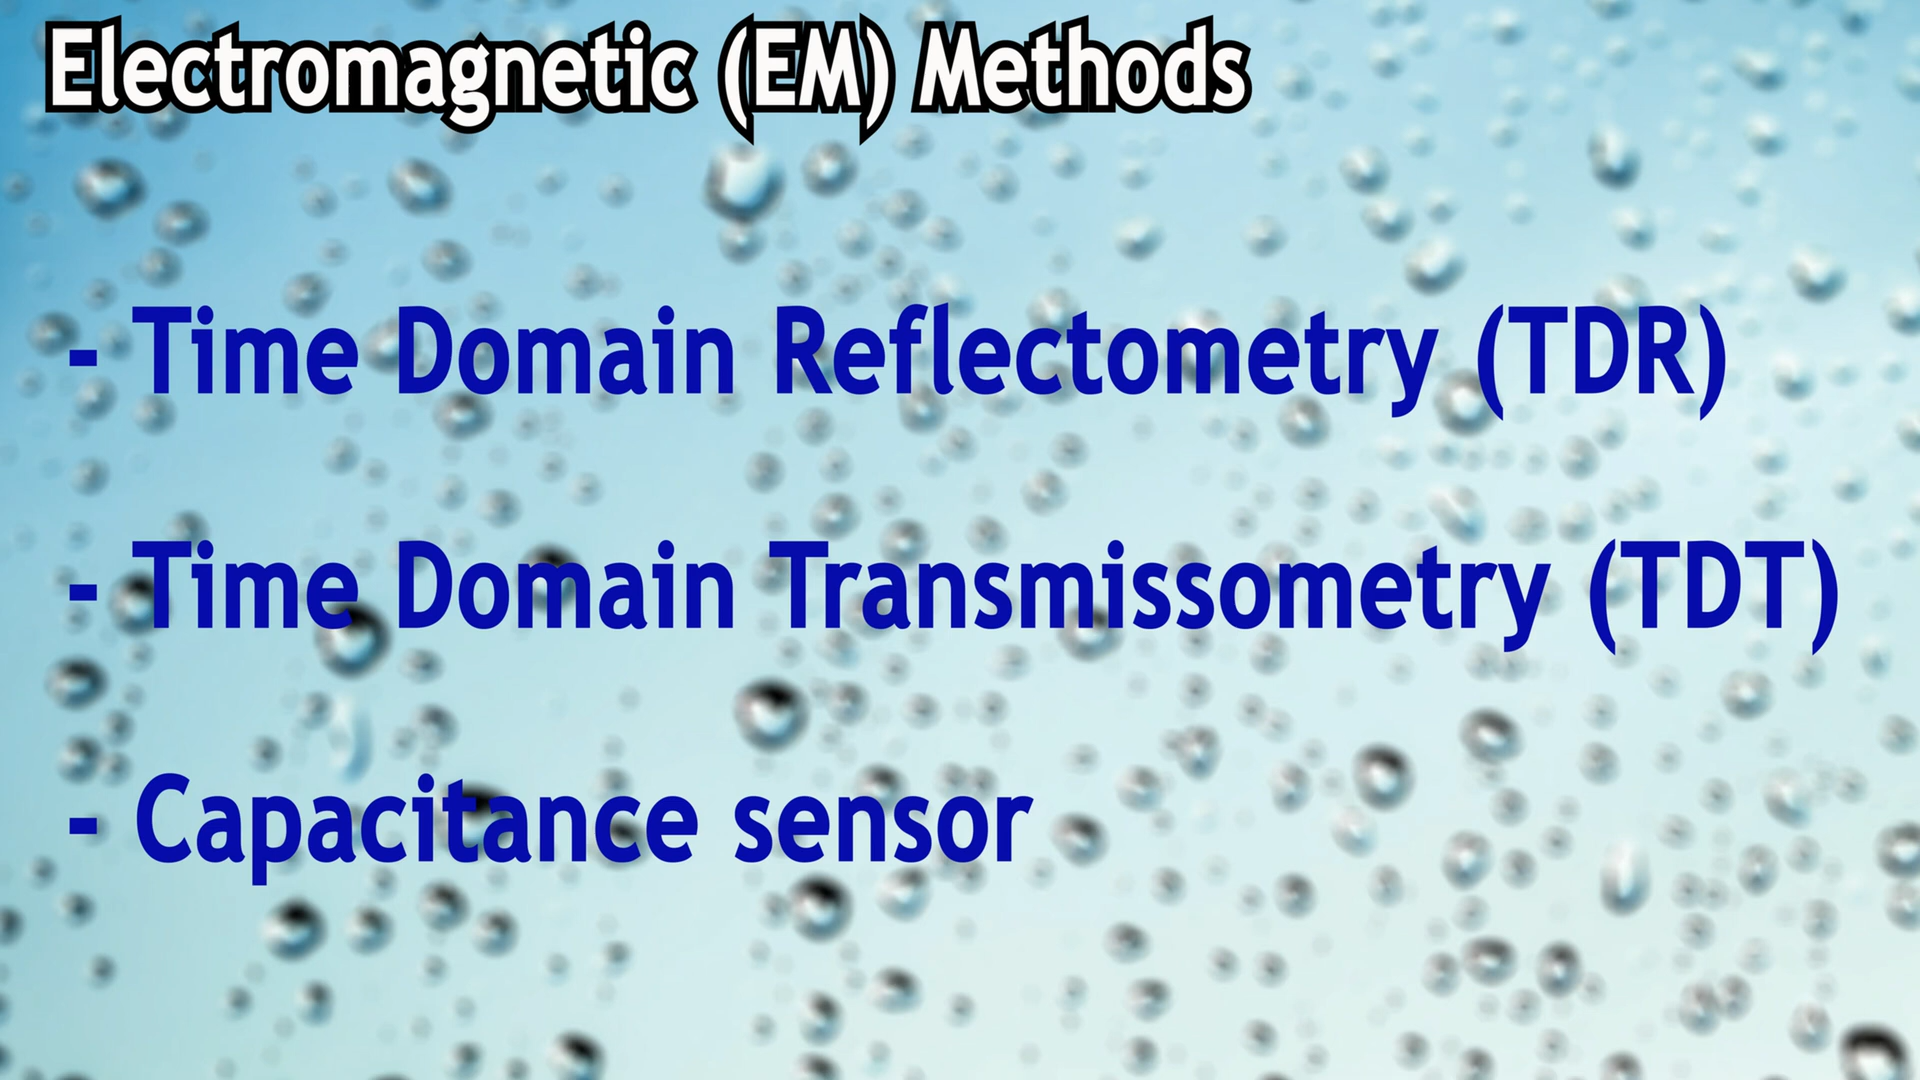 Electromagnetic (EM) Methods
- Time Domain Reflectometry (TDR)
- Time Domain Transmissometry (TDT)
- Capacitance sensor